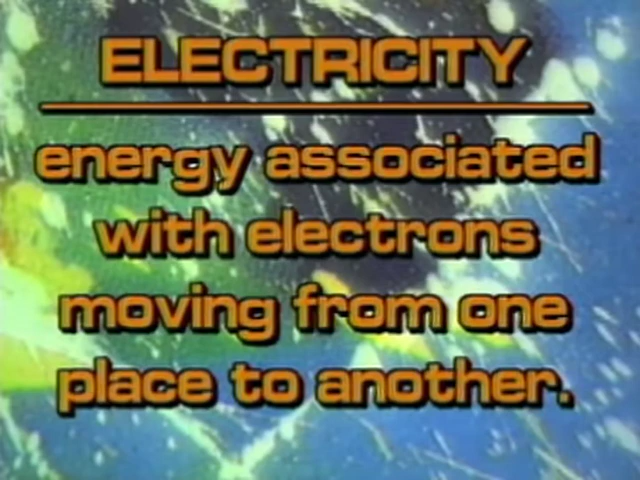 ELECTRICITY
energy associated
with electrons
moving from one
place to another.